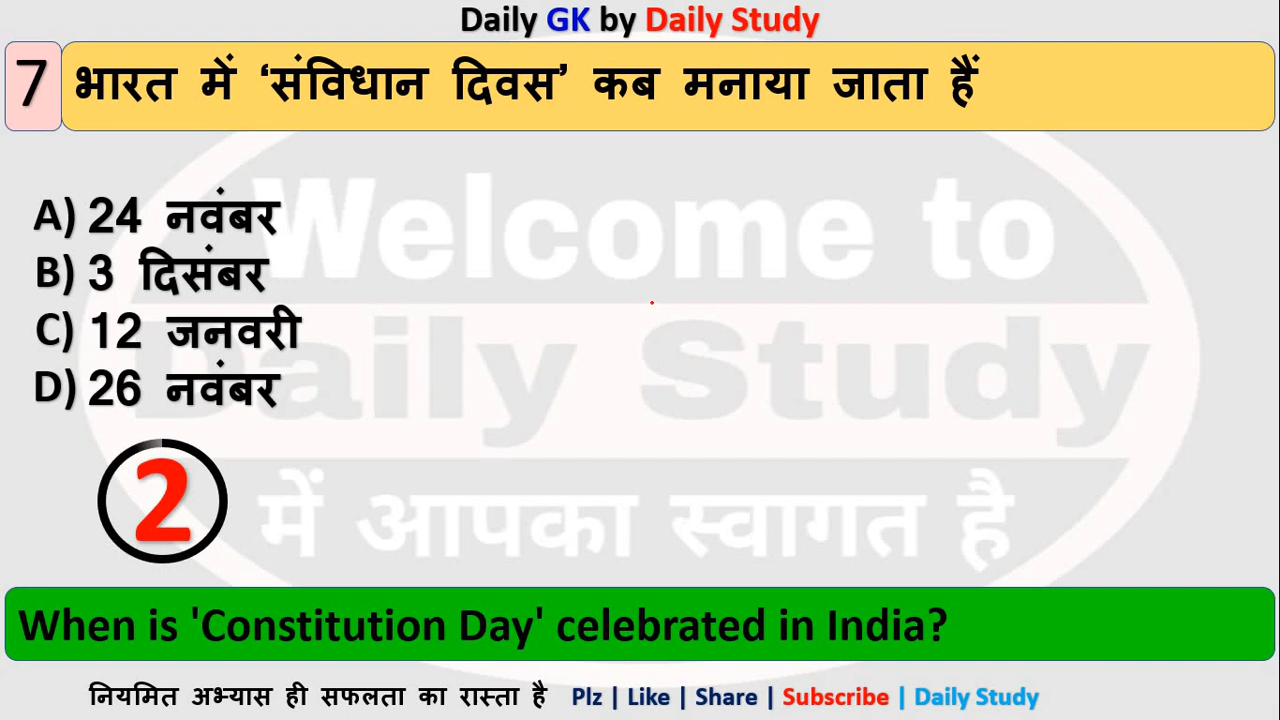 Daily GK by Daily Study
7 भारत में ‘संविधान दिवस’ कब मनाया जाता हैं
Welcome to
A) 24 नवंबर
B) 3 दिसंबर
C) 12 जनवरी
Daily Study
D) 26 नवंबर
2
में आपका स्वागत है
When is 'Constitution Day' celebrated in India?
नियमित अभ्यास ही सफलता का रास्ता है Plz | Like | Share | Subscribe | Daily Study